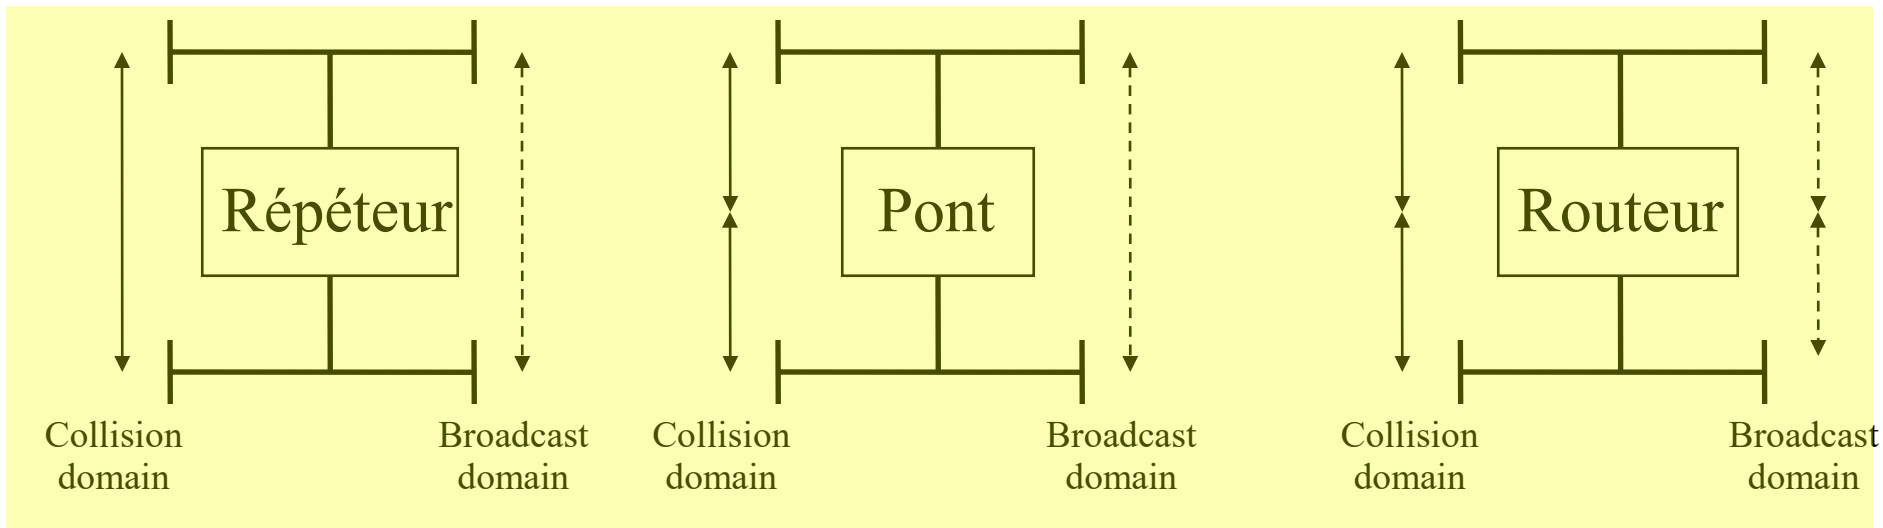 Répéteur
Pont
Routeur
Collision
domain
Broadcast
domain
Collision
domain
Broadcast
domain
Collision
domain
Broadcast
domain